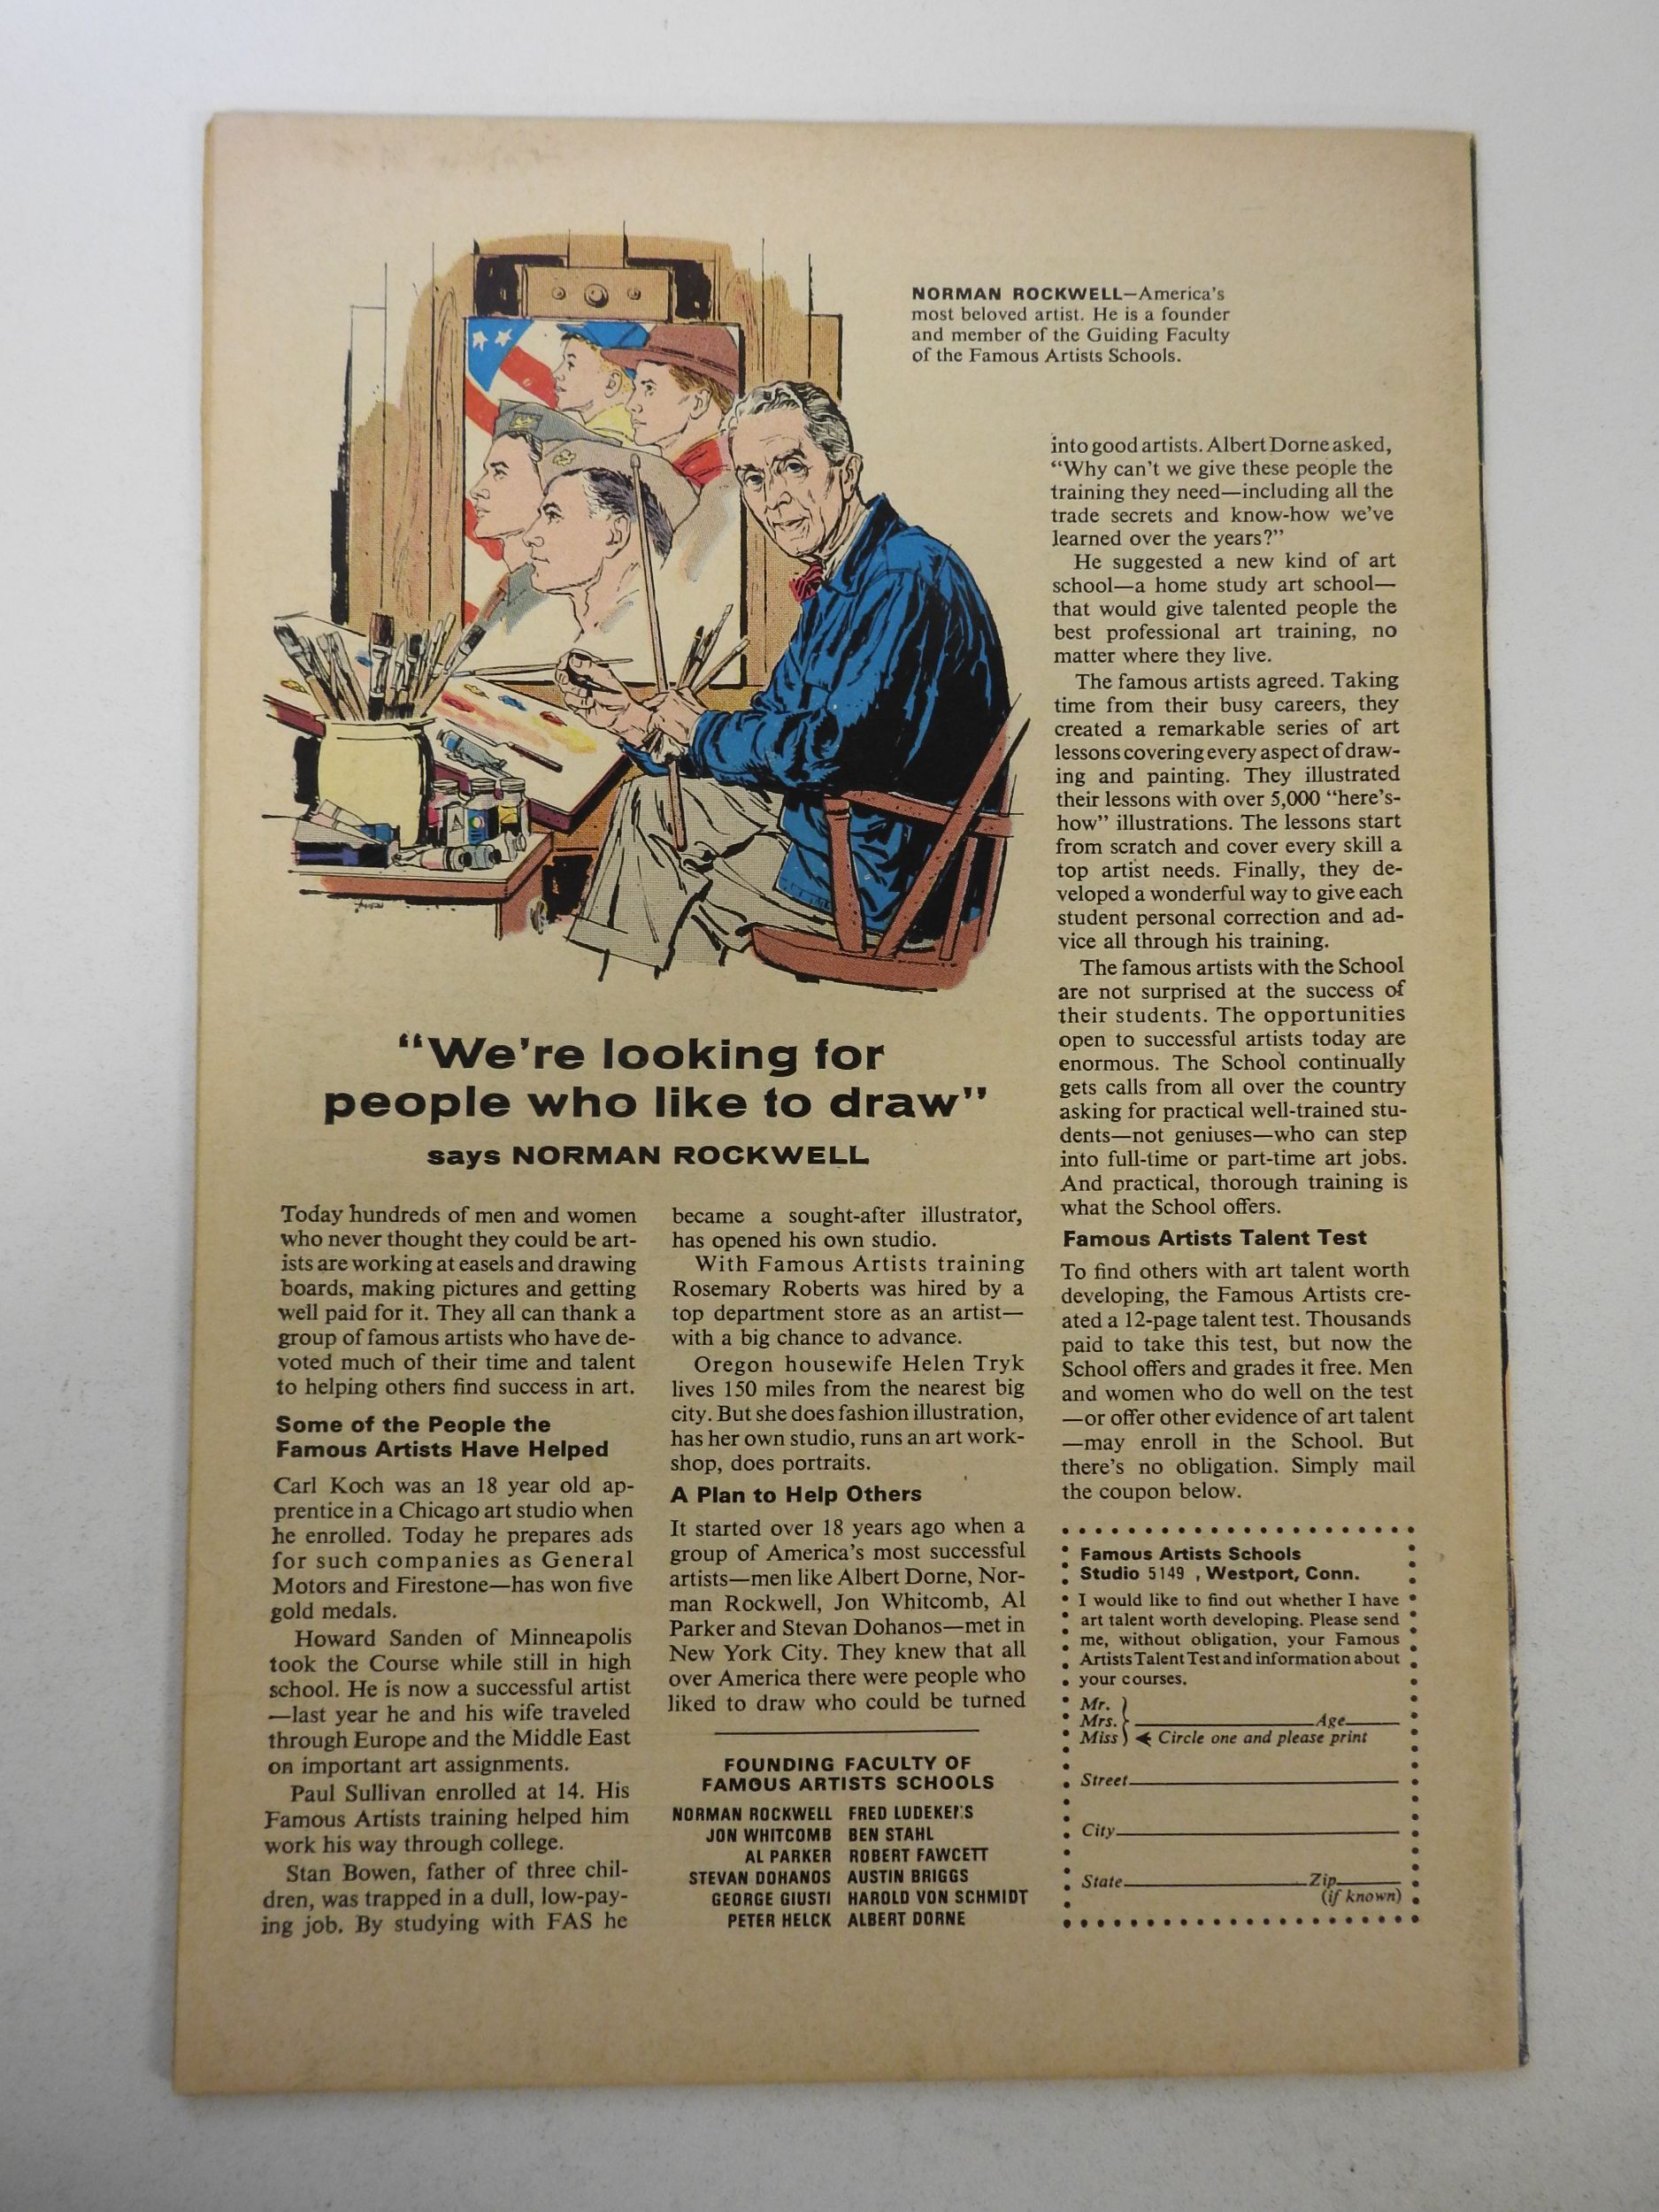 NORMAN ROCKWELL—America's
most beloved artist. He is a founder
and member of the Guiding Faculty
of the Famous Artists Schools.
"We're looking for
people who like to draw"
says NORMAN ROCKWELL
Today hundreds of men and women
who never thought they could be art-
ists are working at easels and drawing
boards, making pictures and getting
well paid for it. They all can thank a
group of famous artists who have de-
voted much of their time and talent
to helping others find success in art.
Some of the People the
Famous Artists Have Helped
Carl Koch was an 18 year old ap-
prentice in a Chicago art studio when
he enrolled. Today he prepares ads
for such companies as General
Motors and Firestone—has won five
gold medals.
Howard Sanden of Minneapolis
took the Course while still in high
school. He is now a successful artist
—last year he and his wife traveled
through Europe and the Middle East
on important art assignments.
Paul Sullivan enrolled at 14. His
Famous Artists training helped him
work his way through college.
Stan Bowen, father of three chil-
dren, was trapped in a dull, low-pay-
ing job. By studying with FAS he
became a sought-after illustrator,
has opened his own studio.
With Famous Artists training
Rosemary Roberts was hired by a
top department store as an artist—
with a big chance to advance.
Oregon housewife Helen Tryk
lives 150 miles from the nearest big
city. But she does fashion illustration,
has her own studio, runs an art work-
shop, does portraits.
A Plan to Help Others
It started over 18 years ago when a
group of America's most successful
artists—men like Albert Dorne, Nor-
man Rockwell, Jon Whitcomb, Al
Parker and Stevan Dohanos—met in
New York City. They knew that all
over America there were people who
liked to draw who could be turned
FOUNDING FACULTY OF
FAMOUS ARTISTS SCHOOLS
NORMAN ROCKWELL FRED LUDEKENS
JON WHITCOMB BEN STAHL
AL PARKER ROBERT FAWCETT
STEVAN DOHANOS AUSTIN BRIGGS
GEORGE GIUSTI HAROLD VON SCHMIDT
PETER HELCK ALBERT DORNE
into good artists. Albert Dorne asked,
"Why can't we give these people the
training they need—including all the
trade secrets and know-how we've
learned over the years?"
He suggested a new kind of art
school—a home study art school—
that would give talented people the
best professional art training, no
matter where they live.
The famous artists agreed. Taking
time from their busy careers, they
created a remarkable series of art
lessons covering every aspect of draw-
ing and painting. They illustrated
their lessons with over 5,000 "here's-
how" illustrations. The lessons start
from scratch and cover every skill a
top artist needs. Finally, they de-
veloped a wonderful way to give each
student personal correction and ad-
vice all through his training.
The famous artists with the School
are not surprised at the success of
their students. The opportunities
open to successful artists today are
enormous. The School continually
gets calls from all over the country
asking for practical well-trained stu-
dents—not geniuses—who can step
into full-time or part-time art jobs.
And practical, thorough training is
what the School offers.
Famous Artists Talent Test
To find others with art talent worth
developing, the Famous Artists cre-
ated a 12-page talent test. Thousands
paid to take this test, but now the
School offers and grades it free. Men
and women who do well on the test
—or offer other evidence of art talent
—may enroll in the School. But
there's no obligation. Simply mail
the coupon below.
Famous Artists Schools
Studio 5149 , Westport, Conn.
I would like to find out whether I have
art talent worth developing. Please send
me, without obligation, your Famous
Artists Talent Test and information about
your courses.
Mr.
Mrs. Age
Miss Circle one and please print
Street
City
State Zip
(if known)